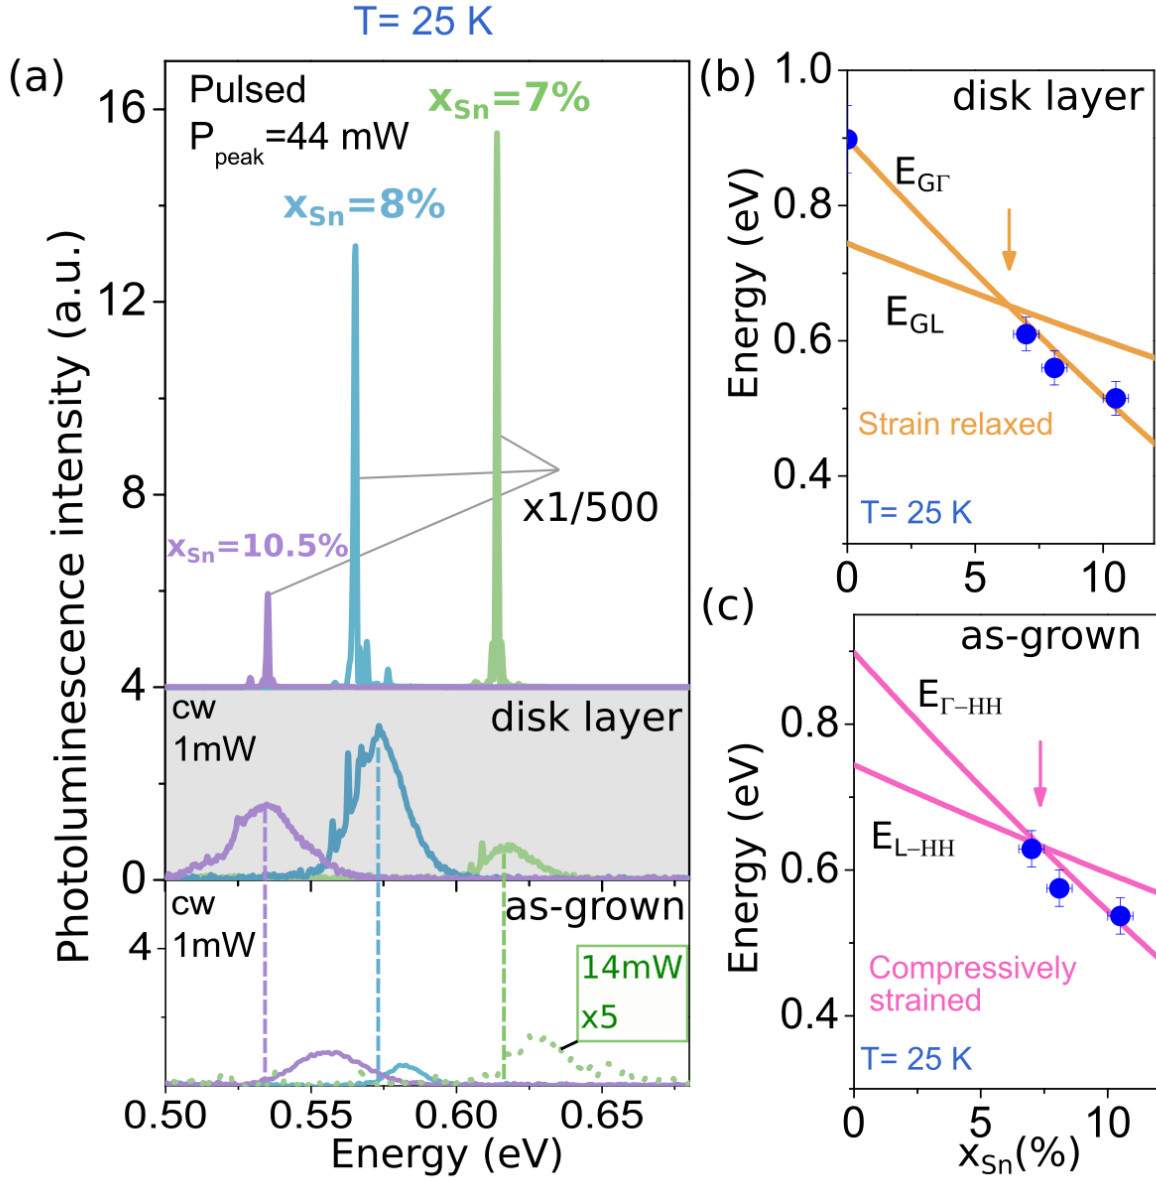 T= 25 K
(a)
Pulsed
P_peak=44 mW
x_Sn=7%
x_Sn=8%
x_Sn=10.5%
x1/500
cw
1mW
disk layer
cw
1mW
as-grown
14mW
x5
16
12
8
4
0
4
0.50
0.55
0.60
0.65
Energy (eV)
Photoluminescence intensity (a.u.)
(b)
disk layer
E_GΓ
E_GL
Strain relaxed
T= 25 K
1.0
0.8
0.6
0.4
0
5
10
Energy (eV)
(c)
as-grown
E_Γ–HH
E_L–HH
Compressively
strained
T= 25 K
0.8
0.6
0.4
0
5
10
Energy (eV)
x_Sn(%)